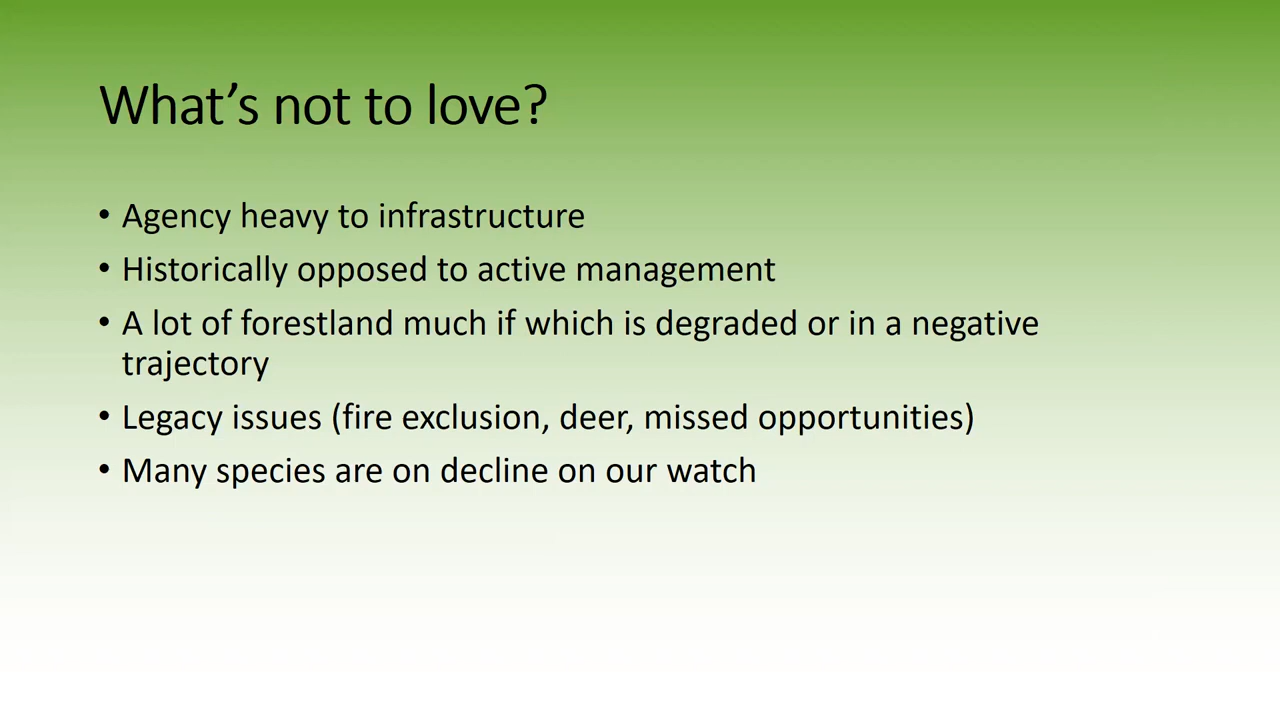 What's not to love?
• Agency heavy to infrastructure
• Historically opposed to active management
• A lot of forestland much if which is degraded or in a negative
trajectory
• Legacy issues (fire exclusion, deer, missed opportunities)
• Many species are on decline on our watch